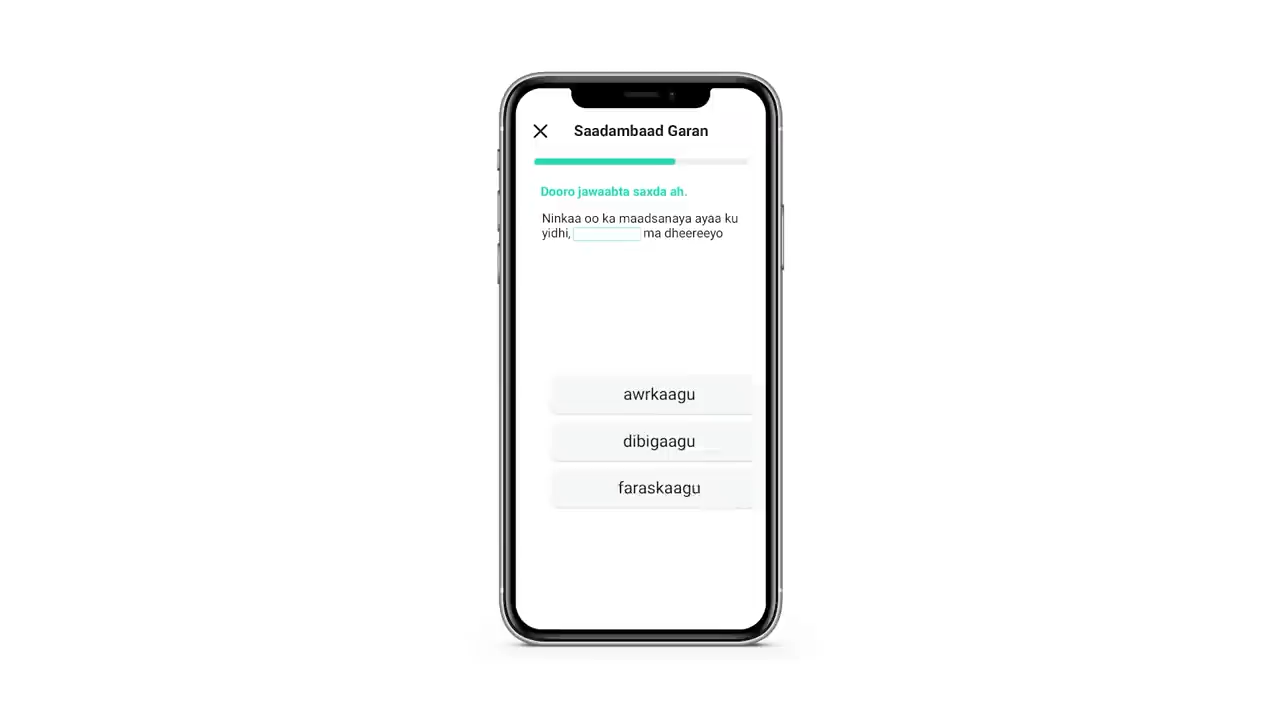 Saadambaad Garan
Dooro jawaabta saxda ah.
Ninkaa oo ka maadsanaya ayaa ku
yidhi, ma dheereeyo
awrkaagu
dibigaagu
faraskaagu